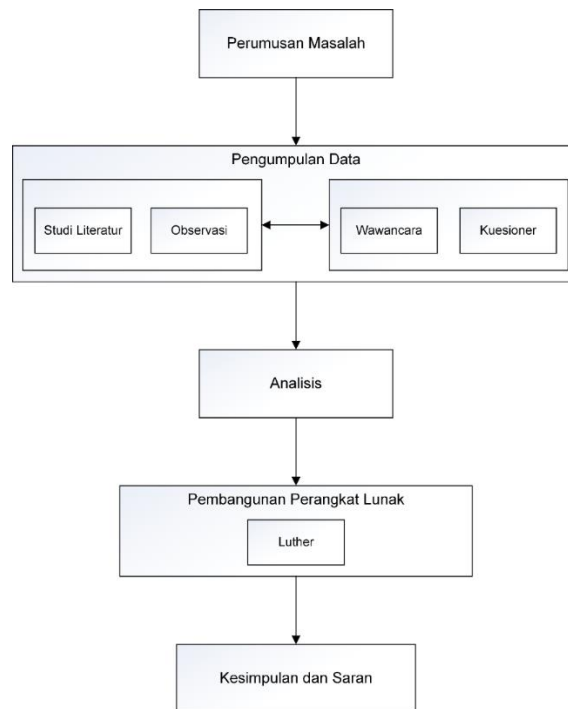 Perumusan Masalah
Pengumpulan Data
Studi Literatur
Observasi
Wawancara
Kuesioner
Analisis
Pembangunan Perangkat Lunak
Luther
Kesimpulan dan Saran